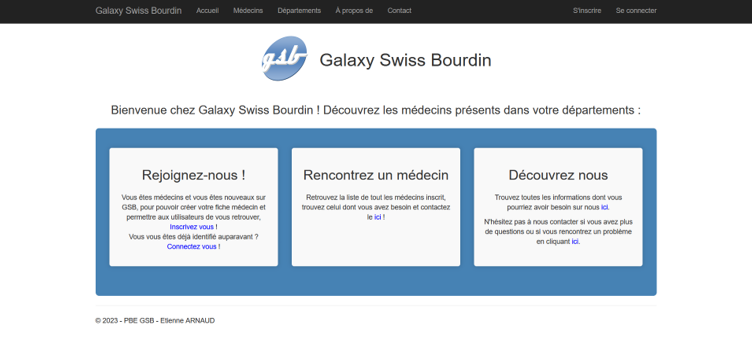 Galaxy Swiss Bourdin Accueil Médecins Départements À propos de Contact S'inscrire Se connecter
gsb Galaxy Swiss Bourdin
Bienvenue chez Galaxy Swiss Bourdin ! Découvrez les médecins présents dans votre départements :
Rejoignez-nous !
Vous êtes médecins et vous êtes nouveaux sur
GSB, pour pouvoir créer votre fiche médecin et
permettre aux utilisateurs de vous retrouver,
Inscrivez vous !
Vous vous êtes déjà identifié auparavant ?
Connectez vous !
Rencontrez un médecin
Retrouvez la liste de tout les médecins inscrit,
trouvez celui dont vous avez besoin et contactez
le ici !
Découvrez nous
Trouvez toutes les informations dont vous
pourriez avoir besoin sur nous ici.
N'hésitez pas à nous contacter si vous avez plus
de questions ou si vous rencontrez un problème
en cliquant ici.
© 2023 - PBE GSB - Etienne ARNAUD